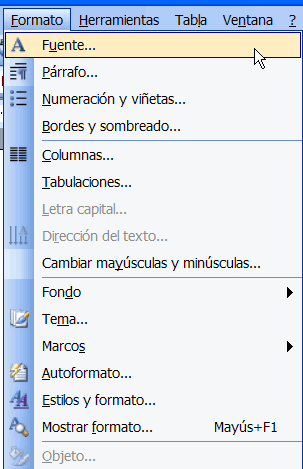 Formato Herramientas Tabla Ventana ?
Fuente...
Párrafo...
Numeración y viñetas...
Bordes y sombreado...
Columnas...
Tabulaciones...
Letra capital...
Dirección del texto...
Cambiar mayúsculas y minúsculas...
Fondo
Tema...
Marcos
Autoformato...
Estilos y formato...
Mostrar formato... Mayús+F1
Objeto...